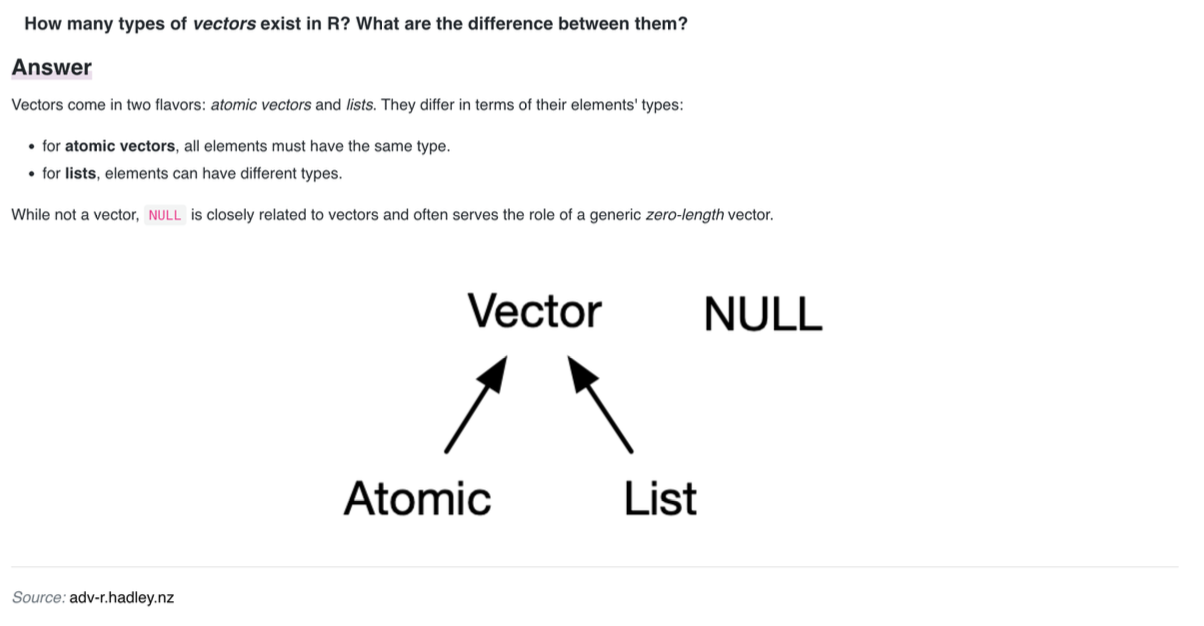 How many types of vectors exist in R? What are the difference between them?
Answer
Vectors come in two flavors: atomic vectors and lists. They differ in terms of their elements' types:
• for atomic vectors, all elements must have the same type.
• for lists, elements can have different types.
While not a vector, NULL is closely related to vectors and often serves the role of a generic zero-length vector.
Vector NULL
Atomic List
Source: adv-r.hadley.nz